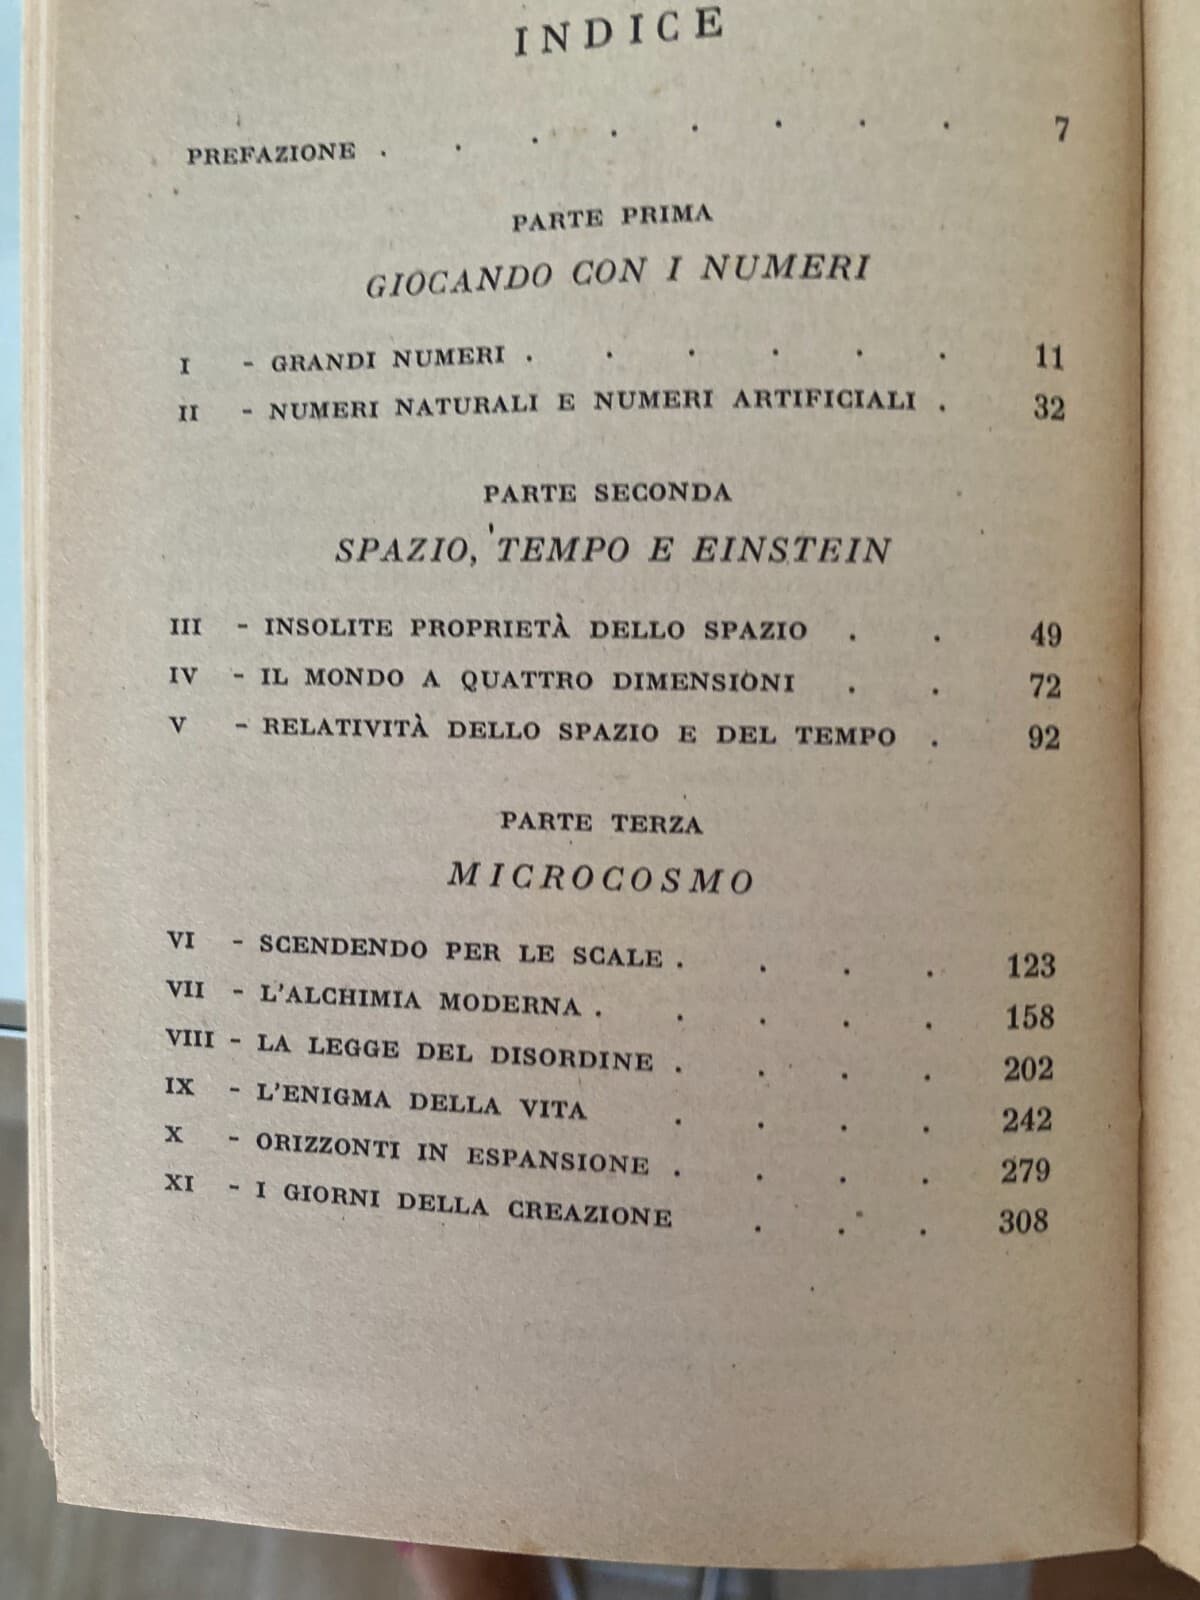 INDICE
PREFAZIONE . . . . . . . . 7
PARTE PRIMA
GIOCANDO CON I NUMERI
I - GRANDI NUMERI . . . . . . 11
II - NUMERI NATURALI E NUMERI ARTIFICIALI . 32
PARTE SECONDA
SPAZIO, TEMPO E EINSTEIN
III - INSOLITE PROPRIETÀ DELLO SPAZIO . . 49
IV - IL MONDO A QUATTRO DIMENSIONI . . 72
V - RELATIVITÀ DELLO SPAZIO E DEL TEMPO . 92
PARTE TERZA
MICROCOSMO
VI - SCENDENDO PER LE SCALE . . . . 123
VII - L'ALCHIMIA MODERNA . . . . . 158
VIII - LA LEGGE DEL DISORDINE . . . . 202
IX - L'ENIGMA DELLA VITA . . . . 242
X - ORIZZONTI IN ESPANSIONE . . . . 279
XI - I GIORNI DELLA CREAZIONE . . . 308